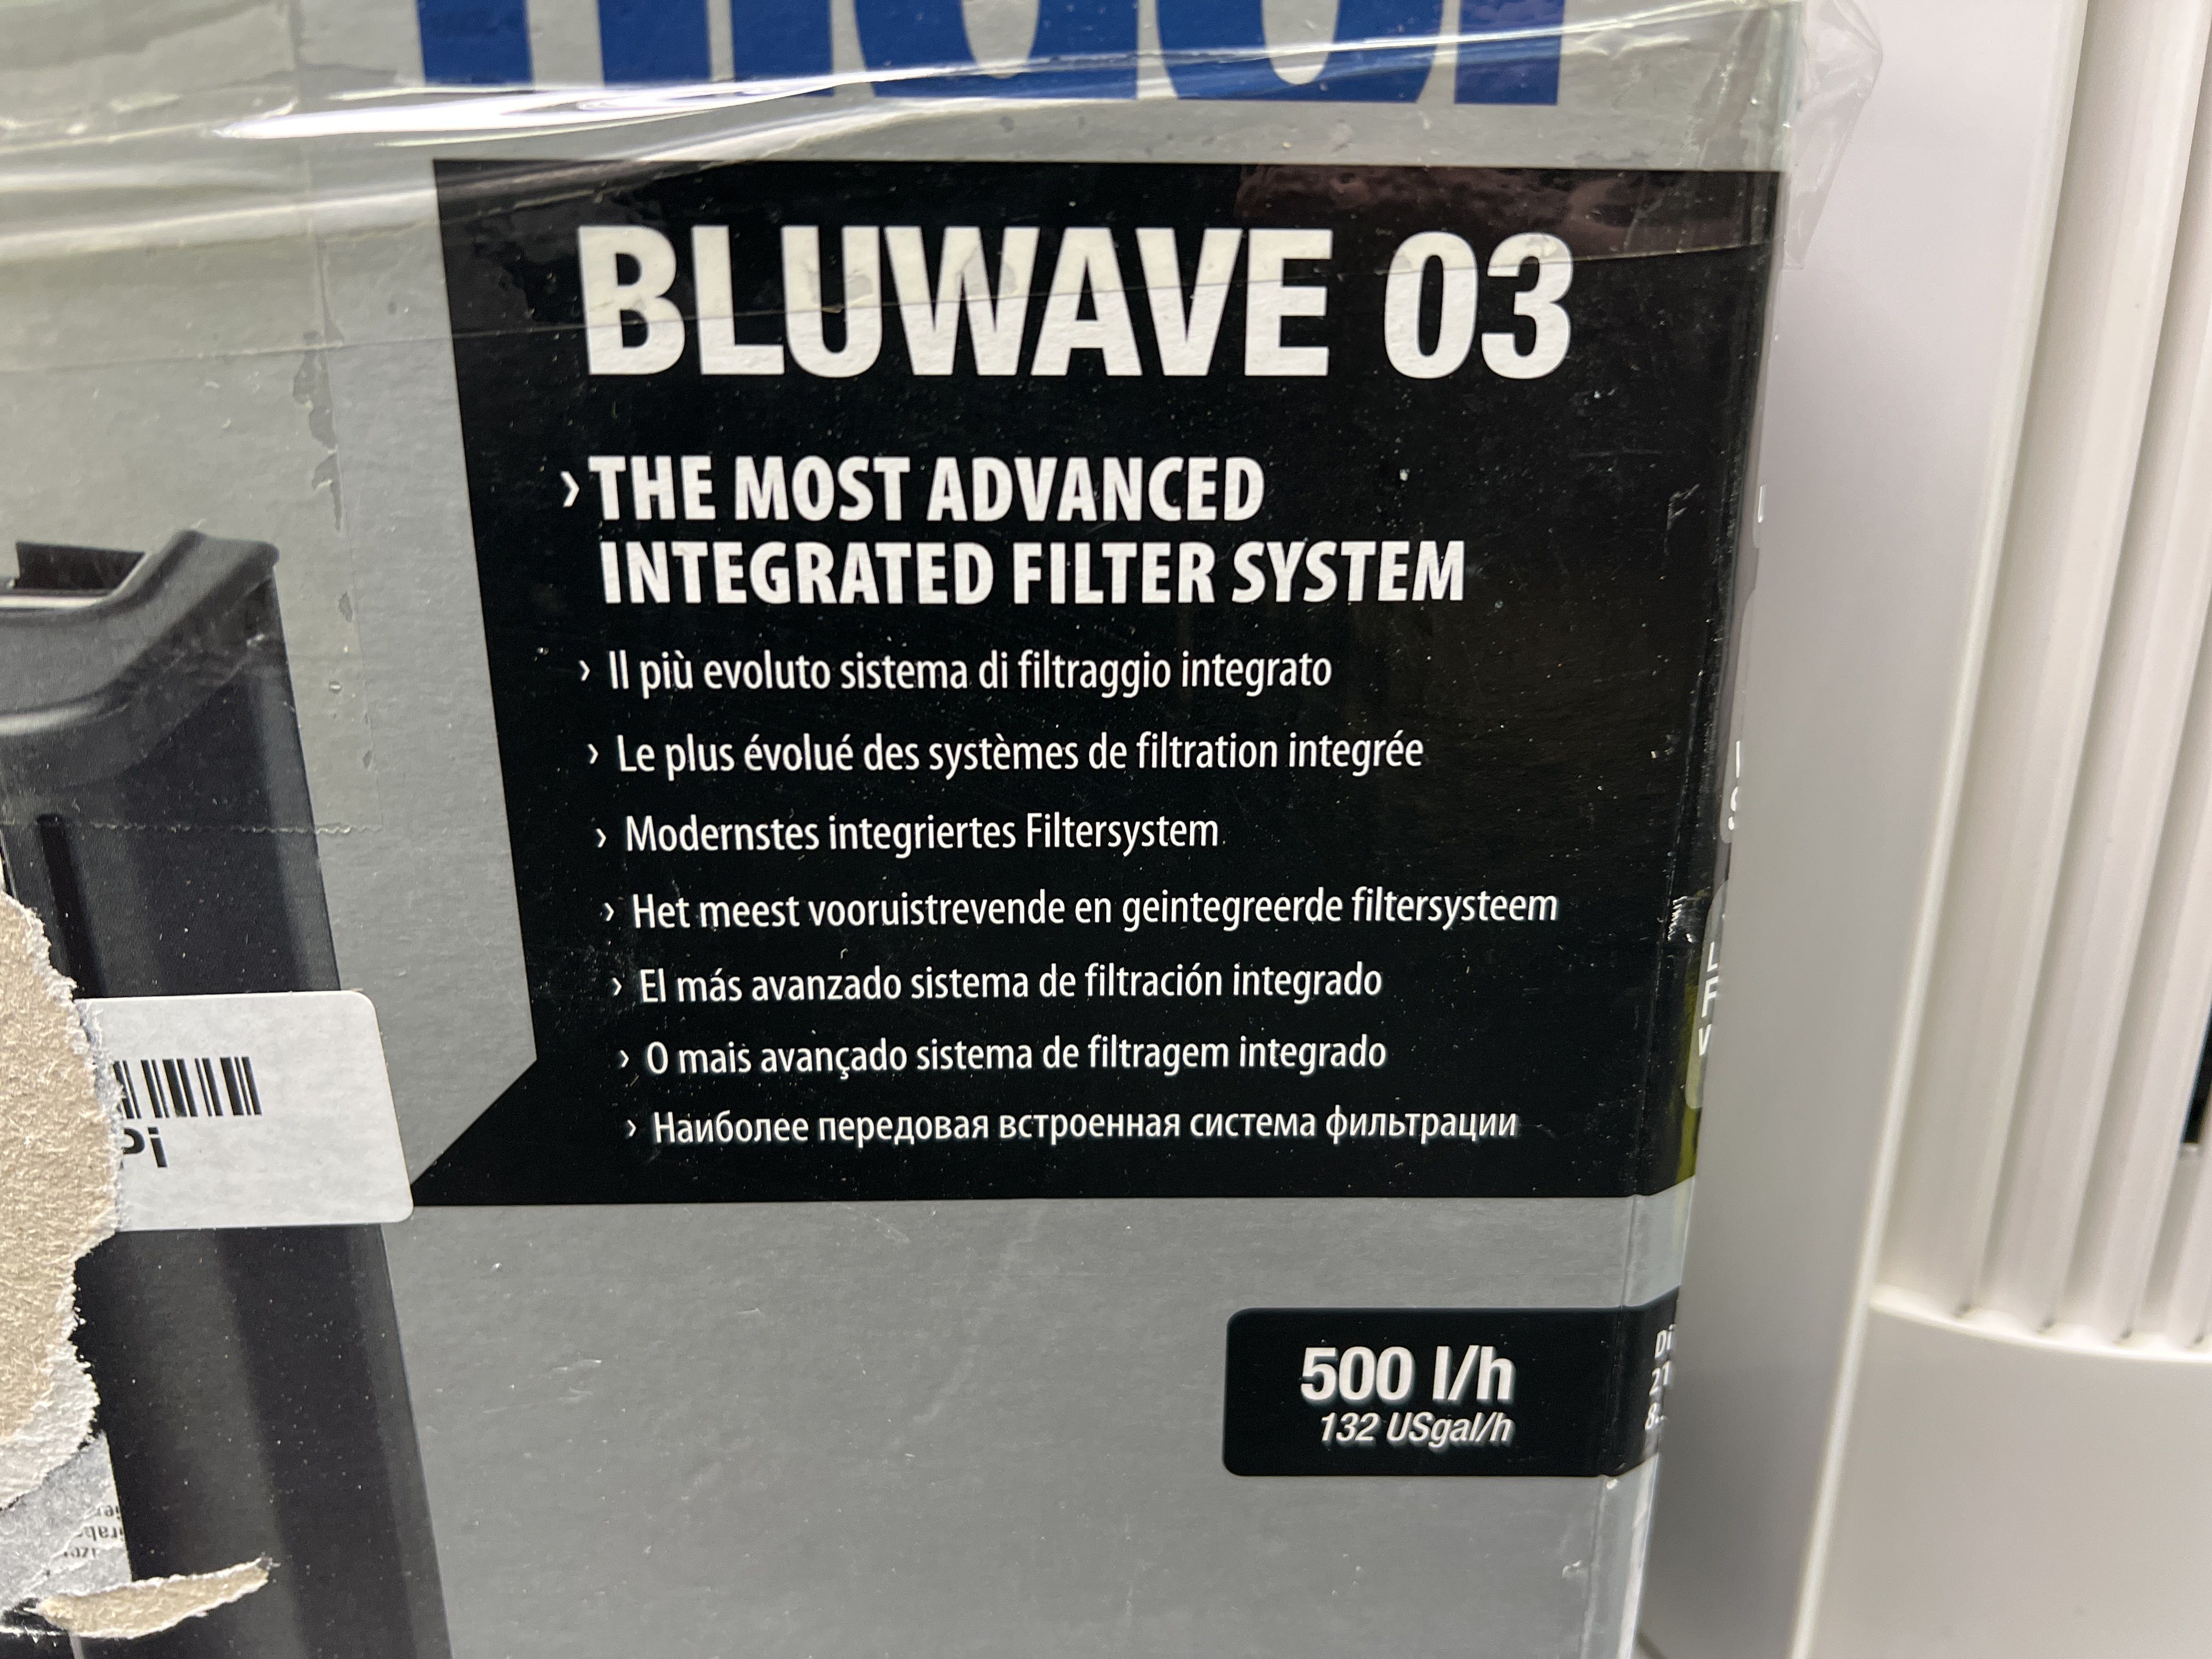 BLUWAVE 03
› THE MOST ADVANCED
INTEGRATED FILTER SYSTEM
› Il più evoluto sistema di filtraggio integrato
› Le plus évolué des systèmes de filtration integrée
› Modernstes integriertes Filtersystem
› Het meest vooruistrevende en geintegreerde filtersysteem
› El más avanzado sistema de filtración integrado
› O mais avançado sistema de filtragem integrado
› Наиболее передовая встроенная система фильтрации
500 l/h
132 USgal/h